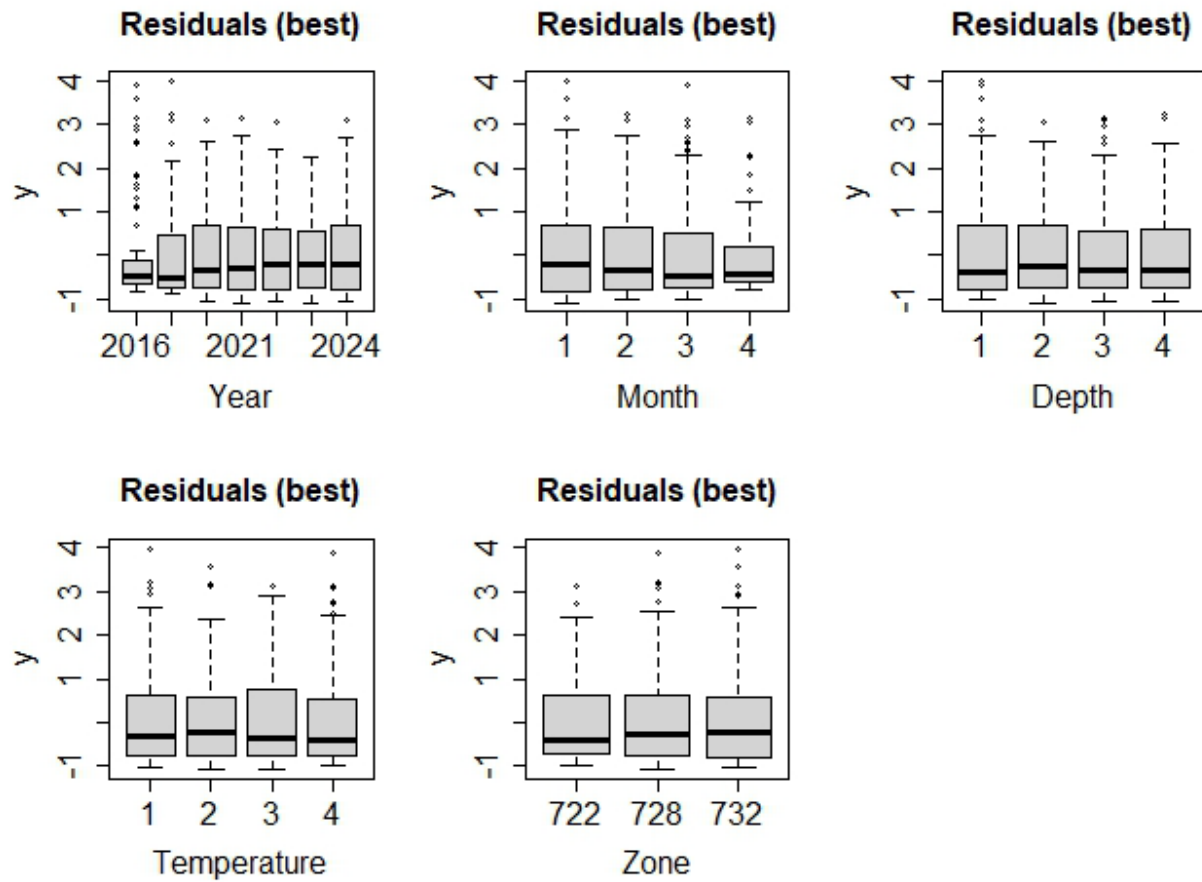 Residuals (best)
y
4
3
2
1
-1
2016 2021 2024
Year
Residuals (best)
y
4
3
2
1
-1
1 2 3 4
Month
Residuals (best)
y
4
3
2
1
-1
1 2 3 4
Depth
Residuals (best)
y
4
3
2
1
-1
1 2 3 4
Temperature
Residuals (best)
y
4
3
2
1
-1
722 728 732
Zone